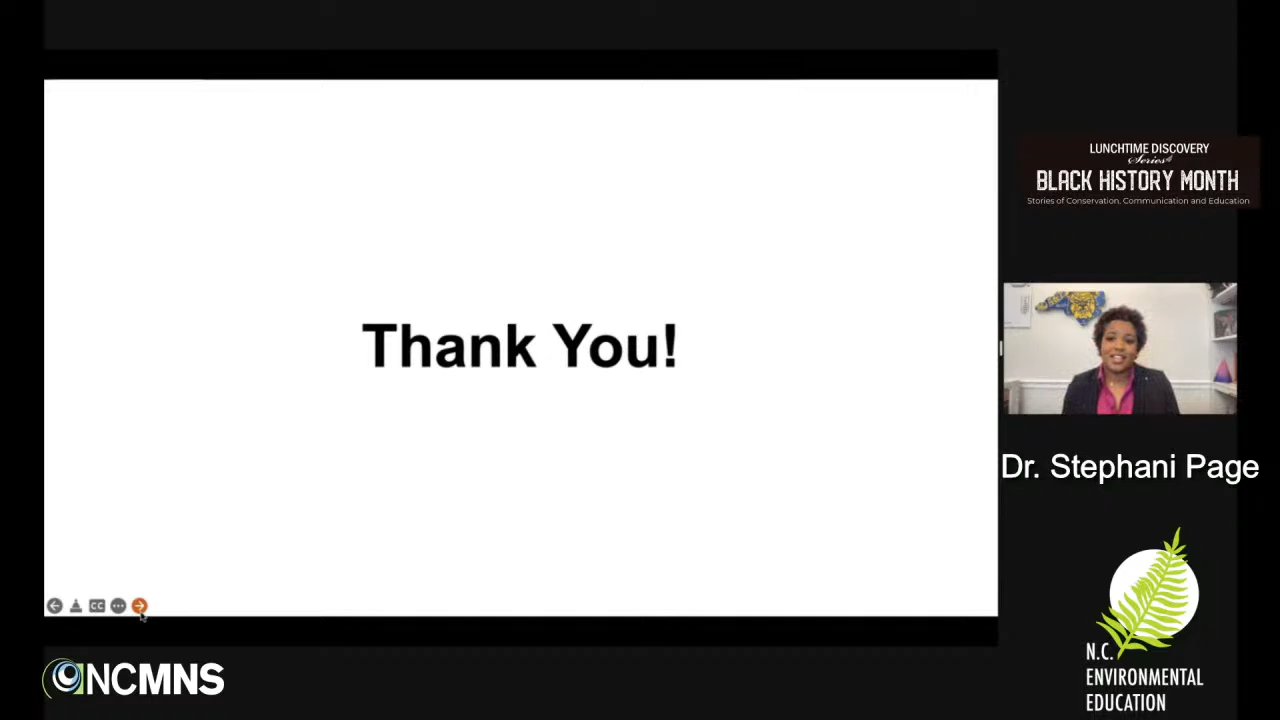 LUNCHTIME DISCOVERY
Series
BLACK HISTORY MONTH
Stories of Conservation, Communication and Education
Thank You!
Dr. Stephani Page
CC
NCMNS
N.C.
ENVIRONMENTAL
EDUCATION